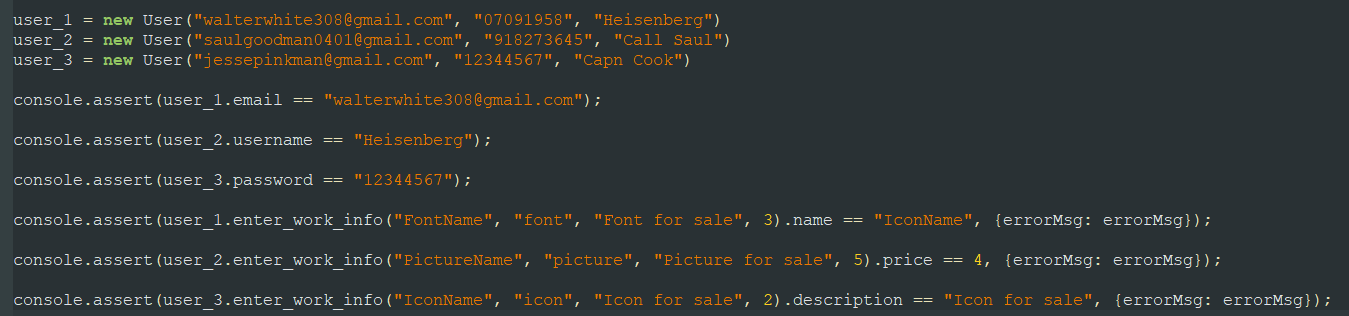 user_1 = new User("walterwhite308@gmail.com", "07091958", "Heisenberg")
user_2 = new User("saulgoodman0401@gmail.com", "918273645", "Call Saul")
user_3 = new User("jessepinkman@gmail.com", "12344567", "Capn Cook")
console.assert(user_1.email == "walterwhite308@gmail.com");
console.assert(user_2.username == "Heisenberg");
console.assert(user_3.password == "12344567");
console.assert(user_1.enter_work_info("FontName", "font", "Font for sale", 3).name == "IconName", {errorMsg: errorMsg});
console.assert(user_2.enter_work_info("PictureName", "picture", "Picture for sale", 5).price == 4, {errorMsg: errorMsg});
console.assert(user_3.enter_work_info("IconName", "icon", "Icon for sale", 2).description == "Icon for sale", {errorMsg: errorMsg});